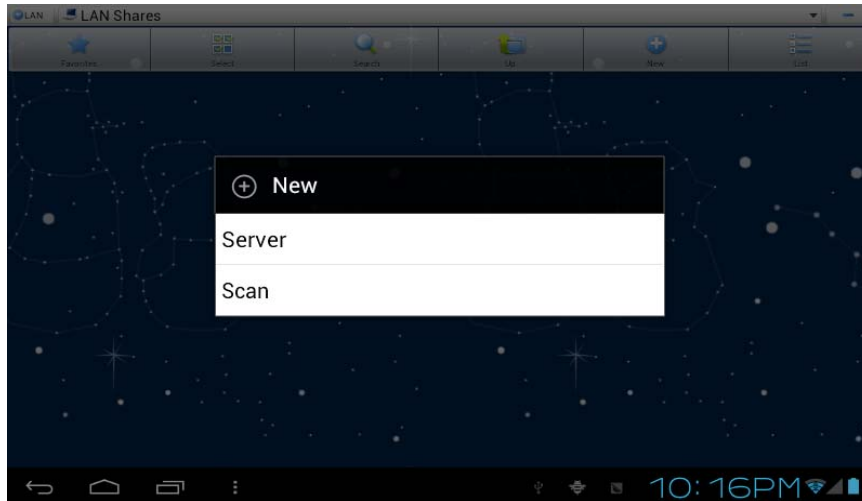 LAN
LAN Shares
Favorites
Select
Search
Up
New
List
New
Server
Scan
10:16PM